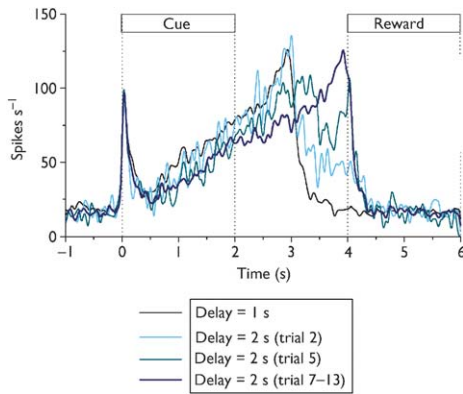 Cue
Reward
150
100
50
0
Spikes s⁻¹
−1
0
1
2
3
4
5
6
Time (s)
Delay = 1 s
Delay = 2 s (trial 2)
Delay = 2 s (trial 5)
Delay = 2 s (trial 7–13)